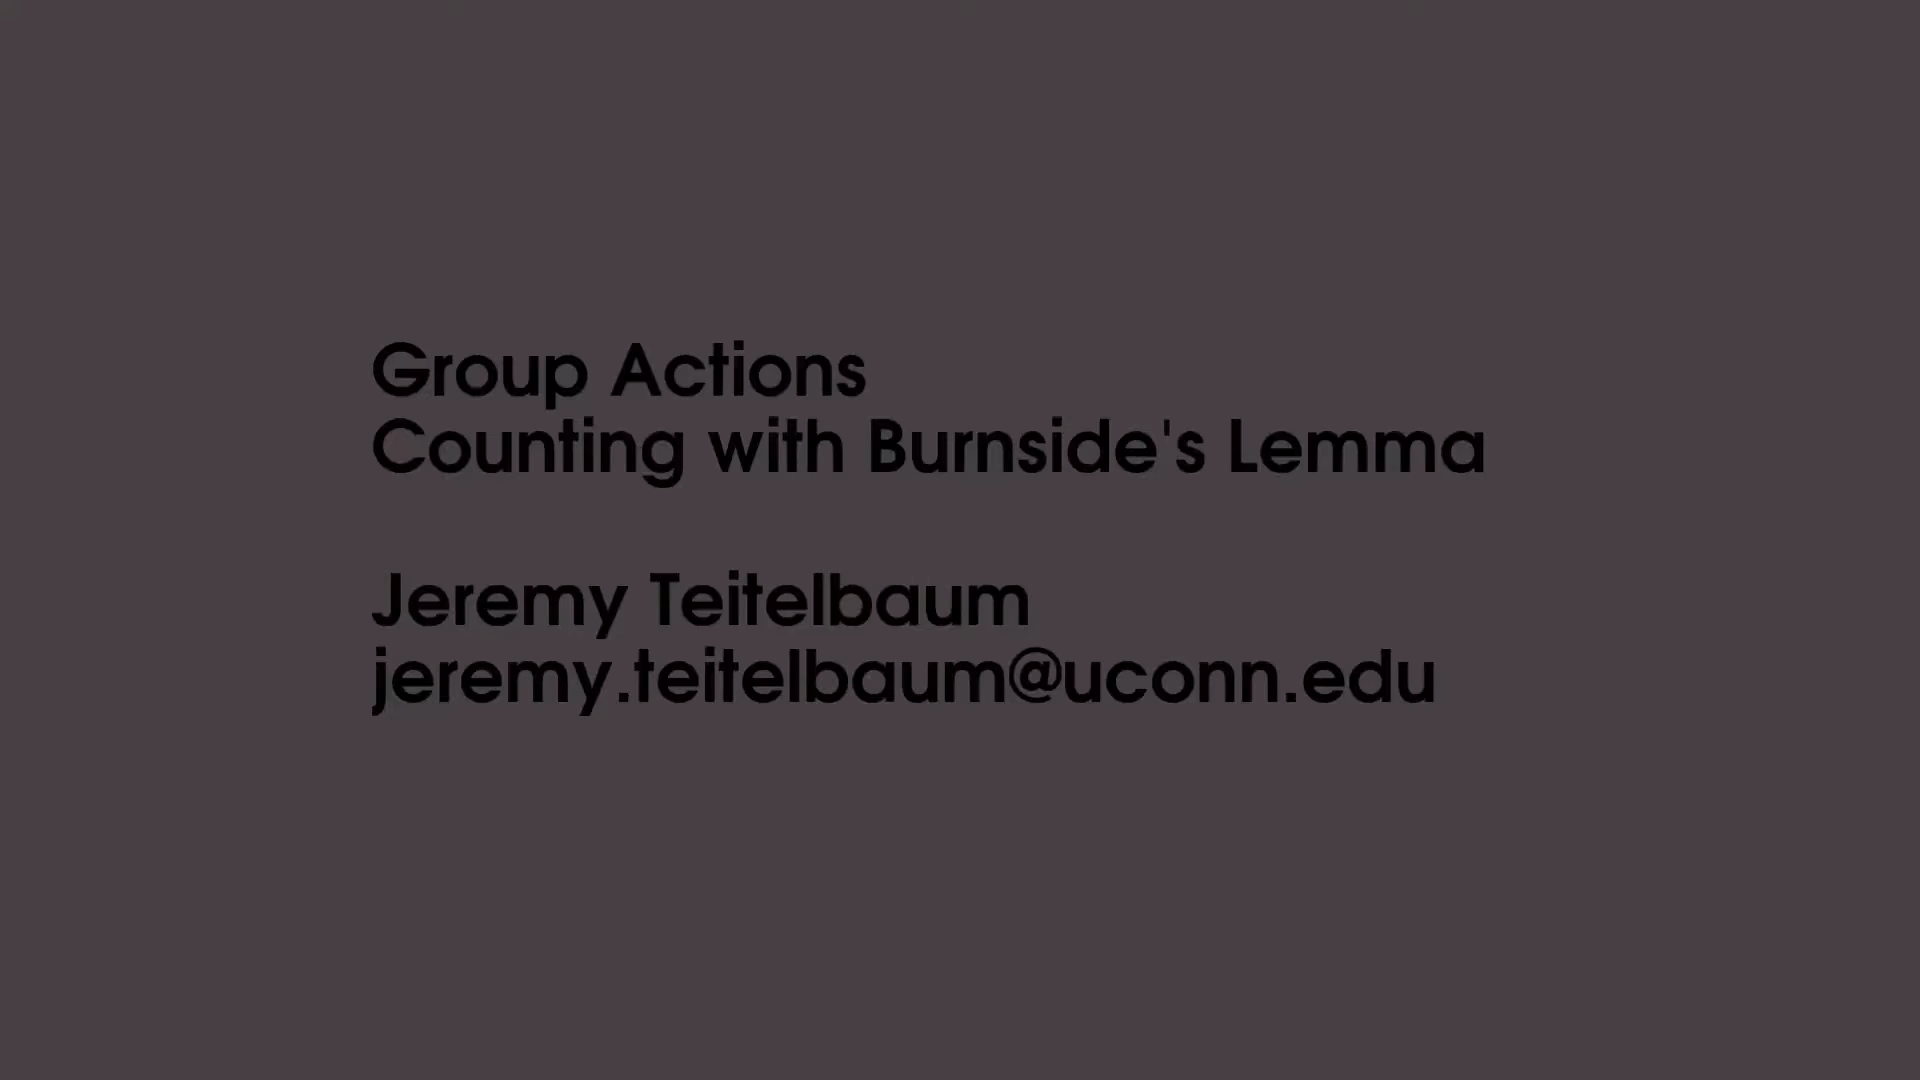 Group Actions
Counting with Burnside's Lemma
Jeremy Teitelbaum
jeremy.teitelbaum@uconn.edu